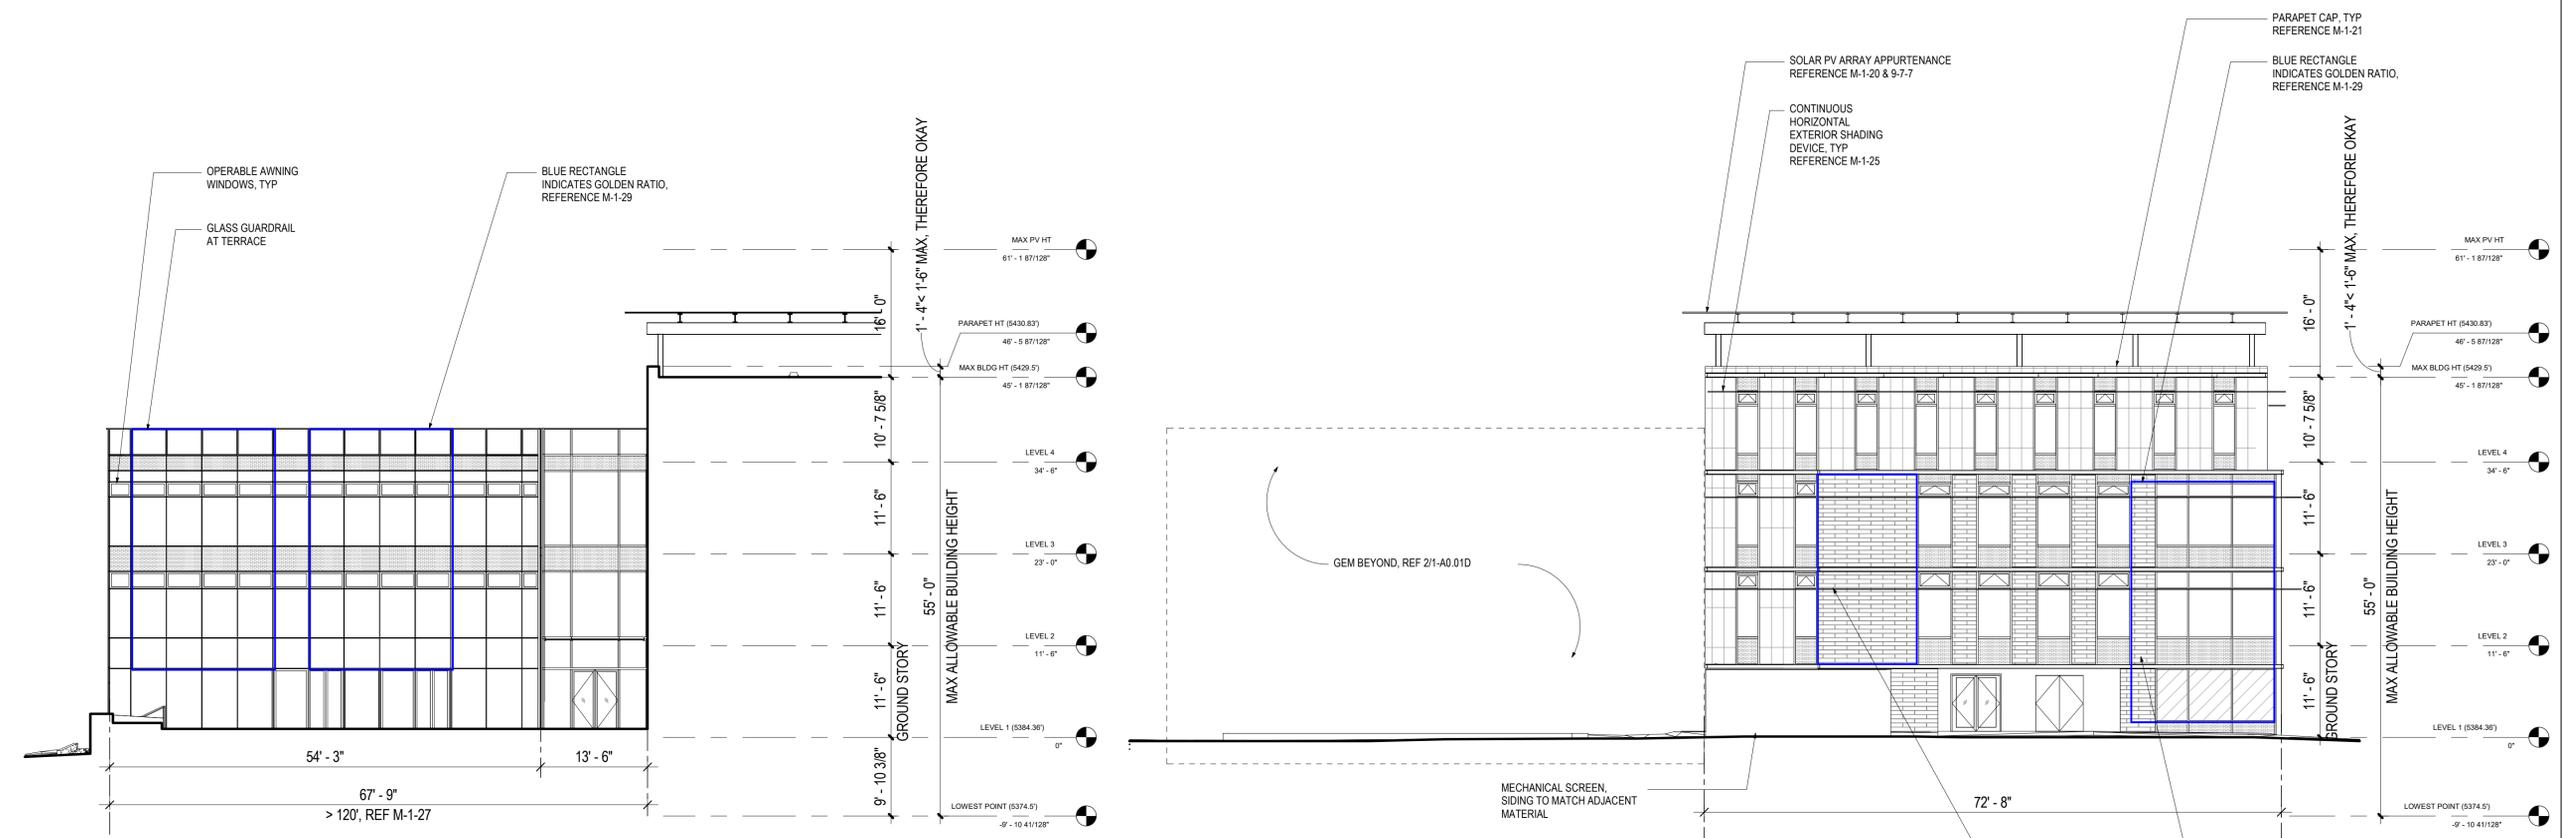 OPERABLE AWNING
WINDOWS, TYP
GLASS GUARDRAIL
AT TERRACE
BLUE RECTANGLE
INDICATES GOLDEN RATIO,
REFERENCE M-1-29
1' - 4"< 1'-6" MAX, THEREFORE OKAY
MAX PV HT
61' - 1 87/128"
16' - 0"
PARAPET HT (5430.83')
46' - 5 87/128"
MAX BLDG HT (5429.5')
45' - 1 87/128"
10' - 7 5/8"
LEVEL 4
34' - 6"
11' - 6"
LEVEL 3
23' - 0"
11' - 6"
55' - 0"
MAX ALLOWABLE BUILDING HEIGHT
LEVEL 2
11' - 6"
11' - 6"
GROUND STORY
LEVEL 1 (5384.36')
0"
9' - 10 3/8"
LOWEST POINT (5374.5')
-9' - 10 41/128"
54' - 3"
13' - 6"
67' - 9"
> 120', REF M-1-27
SOLAR PV ARRAY APPURTENANCE
REFERENCE M-1-20 & 9-7-7
CONTINUOUS
HORIZONTAL
EXTERIOR SHADING
DEVICE, TYP
REFERENCE M-1-25
PARAPET CAP, TYP
REFERENCE M-1-21
BLUE RECTANGLE
INDICATES GOLDEN RATIO,
REFERENCE M-1-29
GEM BEYOND, REF 2/1-A0.01D
MECHANICAL SCREEN,
SIDING TO MATCH ADJACENT
MATERIAL
72' - 8"
1' - 4"< 1'-6" MAX, THEREFORE OKAY
MAX PV HT
61' - 1 87/128"
16' - 0"
PARAPET HT (5430.83')
46' - 5 87/128"
MAX BLDG HT (5429.5')
45' - 1 87/128"
10' - 7 5/8"
LEVEL 4
34' - 6"
11' - 6"
LEVEL 3
23' - 0"
11' - 6"
55' - 0"
MAX ALLOWABLE BUILDING HEIGHT
LEVEL 2
11' - 6"
11' - 6"
GROUND STORY
LEVEL 1 (5384.36')
0"
LOWEST POINT (5374.5')
-9' - 10 41/128"